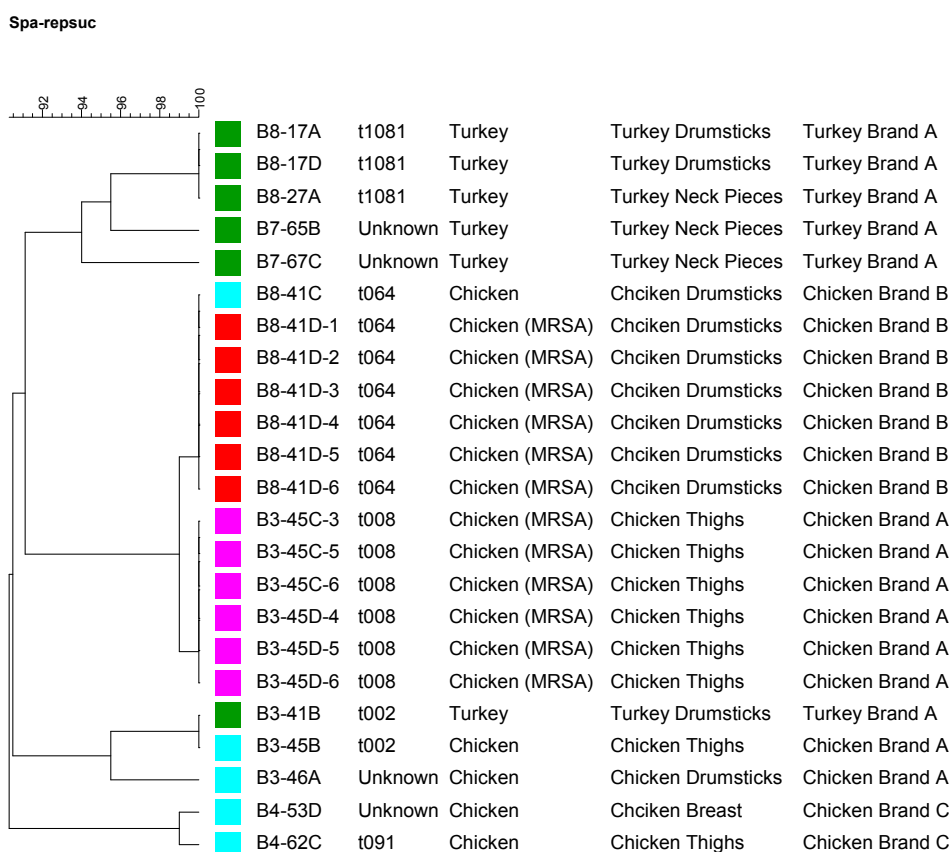 Spa-repsuc
92 94 96 98 100
B8-17A t1081 Turkey Turkey Drumsticks Turkey Brand A
B8-17D t1081 Turkey Turkey Drumsticks Turkey Brand A
B8-27A t1081 Turkey Turkey Neck Pieces Turkey Brand A
B7-65B Unknown Turkey Turkey Neck Pieces Turkey Brand A
B7-67C Unknown Turkey Turkey Neck Pieces Turkey Brand A
B8-41C t064 Chicken Chciken Drumsticks Chicken Brand B
B8-41D-1 t064 Chicken (MRSA) Chciken Drumsticks Chicken Brand B
B8-41D-2 t064 Chicken (MRSA) Chciken Drumsticks Chicken Brand B
B8-41D-3 t064 Chicken (MRSA) Chciken Drumsticks Chicken Brand B
B8-41D-4 t064 Chicken (MRSA) Chciken Drumsticks Chicken Brand B
B8-41D-5 t064 Chicken (MRSA) Chciken Drumsticks Chicken Brand B
B8-41D-6 t064 Chicken (MRSA) Chciken Drumsticks Chicken Brand B
B3-45C-3 t008 Chicken (MRSA) Chicken Thighs Chicken Brand A
B3-45C-5 t008 Chicken (MRSA) Chicken Thighs Chicken Brand A
B3-45C-6 t008 Chicken (MRSA) Chicken Thighs Chicken Brand A
B3-45D-4 t008 Chicken (MRSA) Chicken Thighs Chicken Brand A
B3-45D-5 t008 Chicken (MRSA) Chicken Thighs Chicken Brand A
B3-45D-6 t008 Chicken (MRSA) Chicken Thighs Chicken Brand A
B3-41B t002 Turkey Turkey Drumsticks Turkey Brand A
B3-45B t002 Chicken Chicken Thighs Chicken Brand A
B3-46A Unknown Chicken Chicken Drumsticks Chicken Brand A
B4-53D Unknown Chicken Chciken Breast Chicken Brand C
B4-62C t091 Chicken Chicken Thighs Chicken Brand C